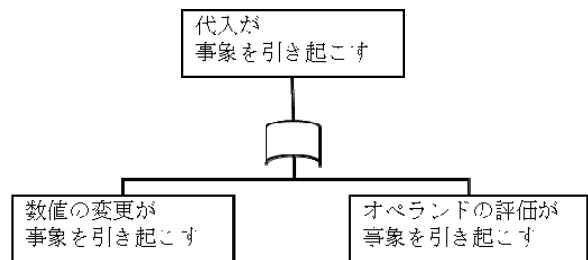 代入が
事象を引き起こす
数値の変更が
事象を引き起こす
オペランドの評価が
事象を引き起こす